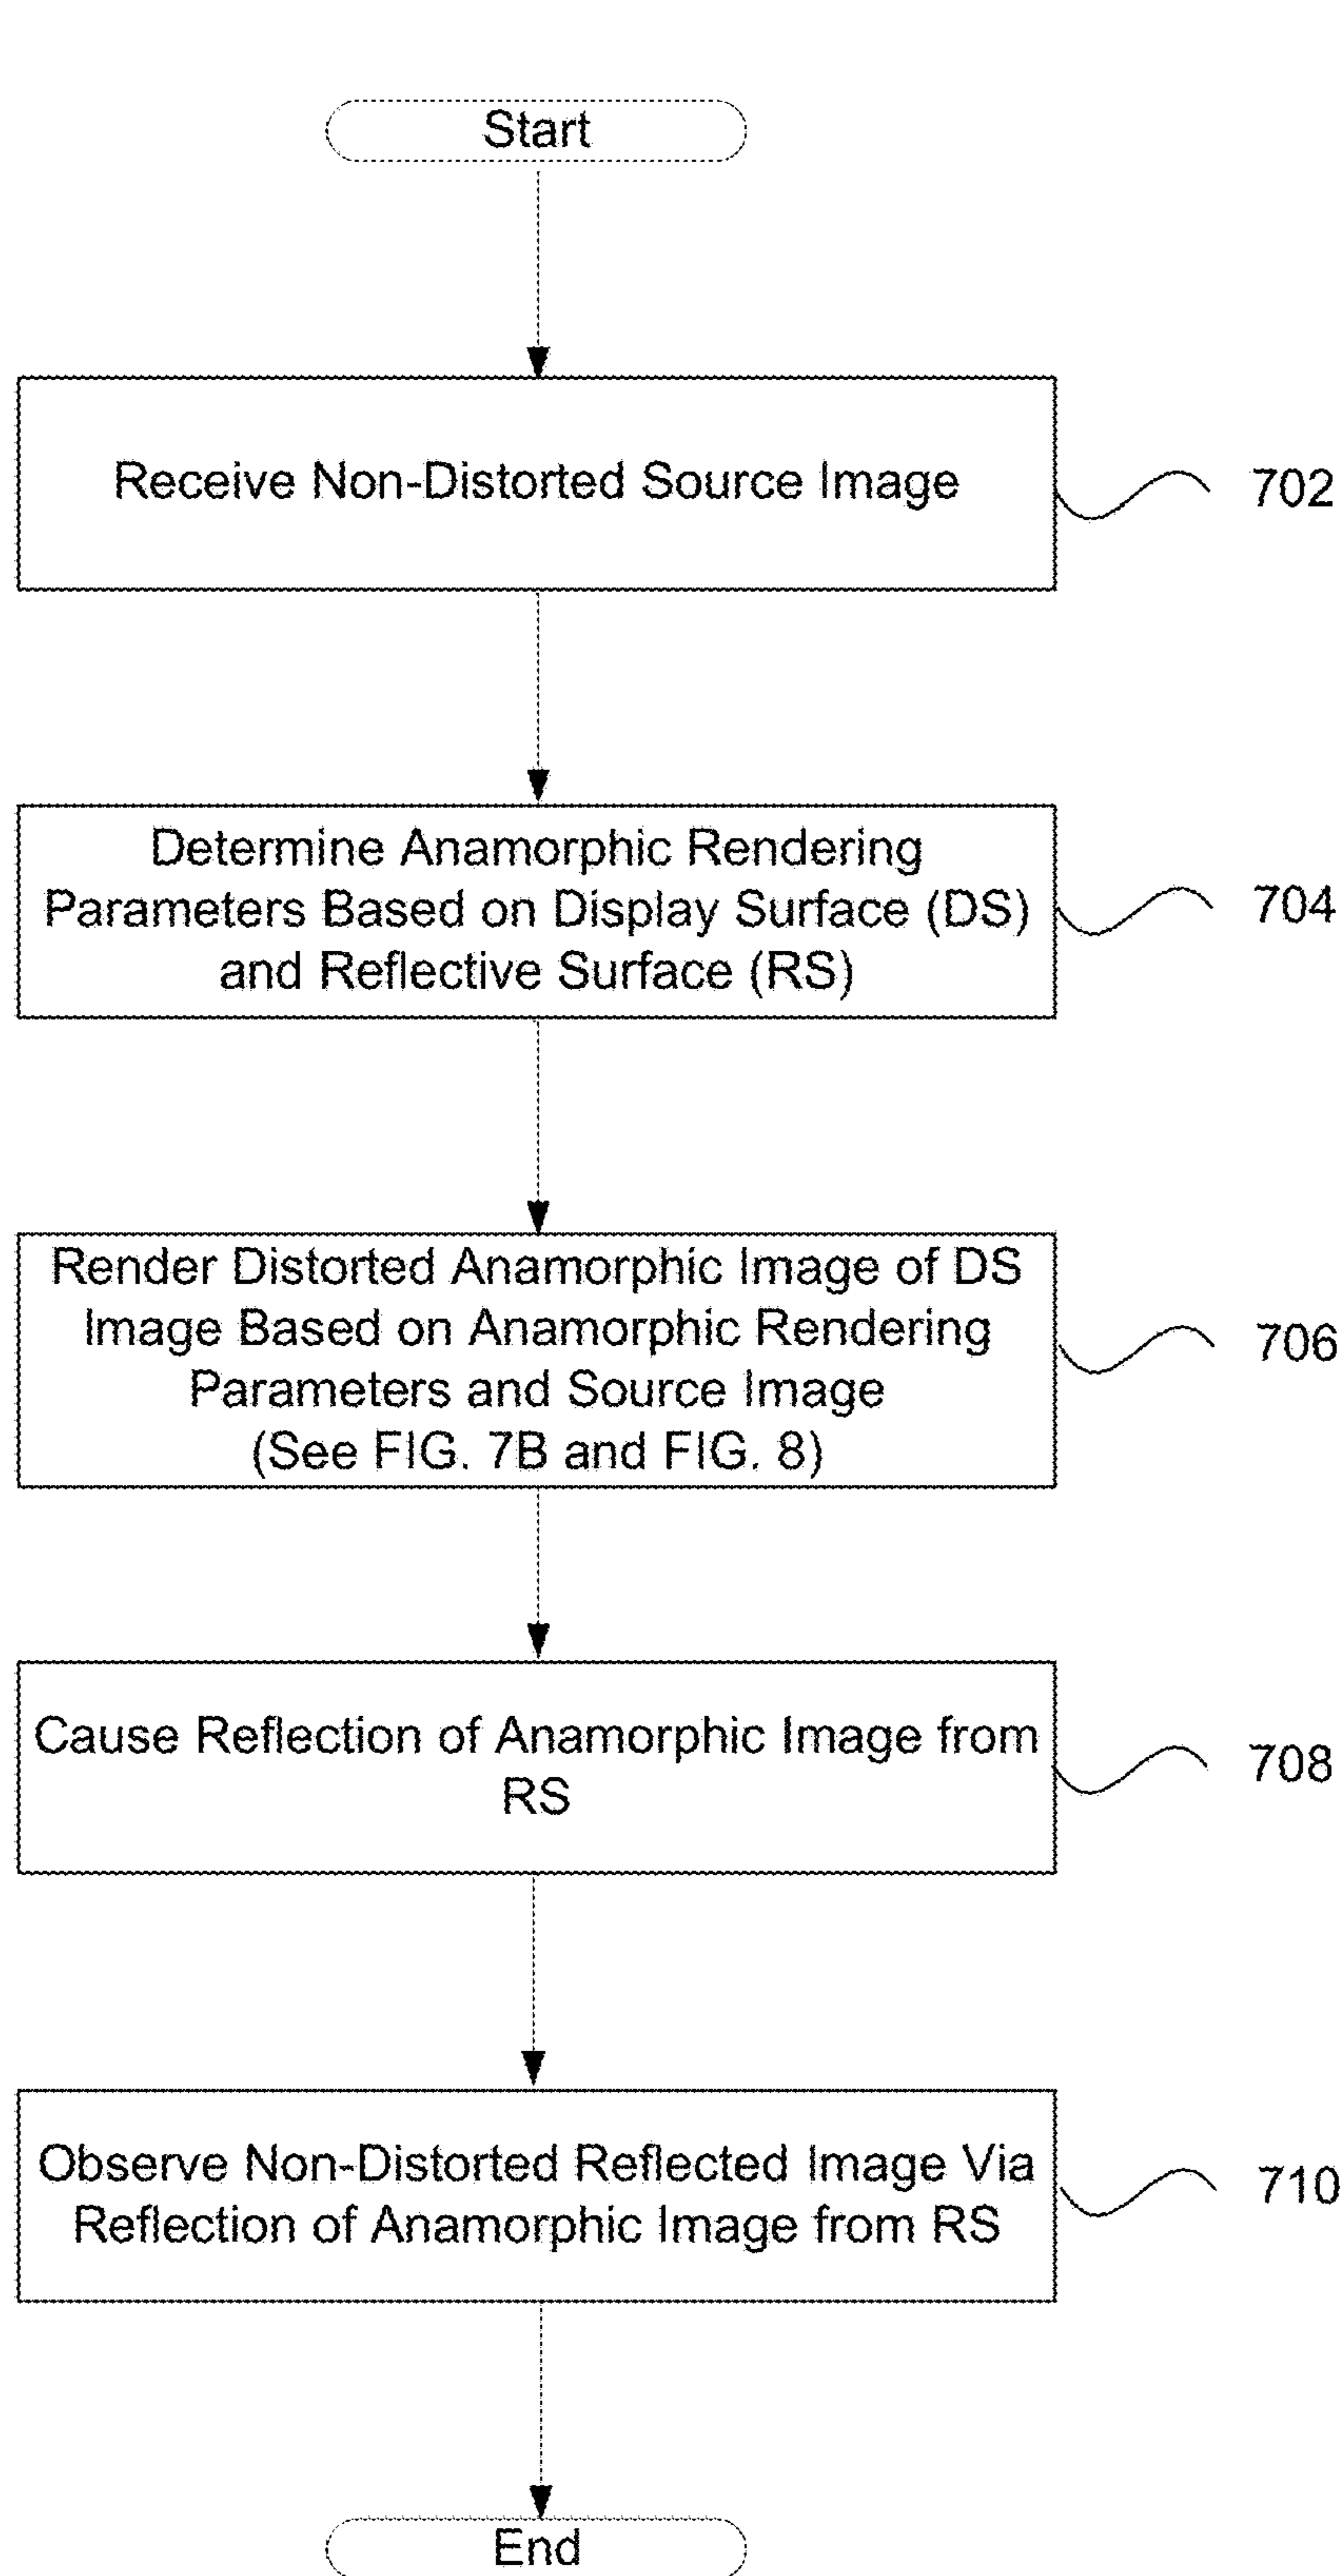 Start
Receive Non-Distorted Source Image
702
Determine Anamorphic Rendering
Parameters Based on Display Surface (DS)
and Reflective Surface (RS)
704
Render Distorted Anamorphic Image of DS
Image Based on Anamorphic Rendering
Parameters and Source Image
(See FIG. 7B and FIG. 8)
706
Cause Reflection of Anamorphic Image from
RS
708
Observe Non-Distorted Reflected Image Via
Reflection of Anamorphic Image from RS
710
End